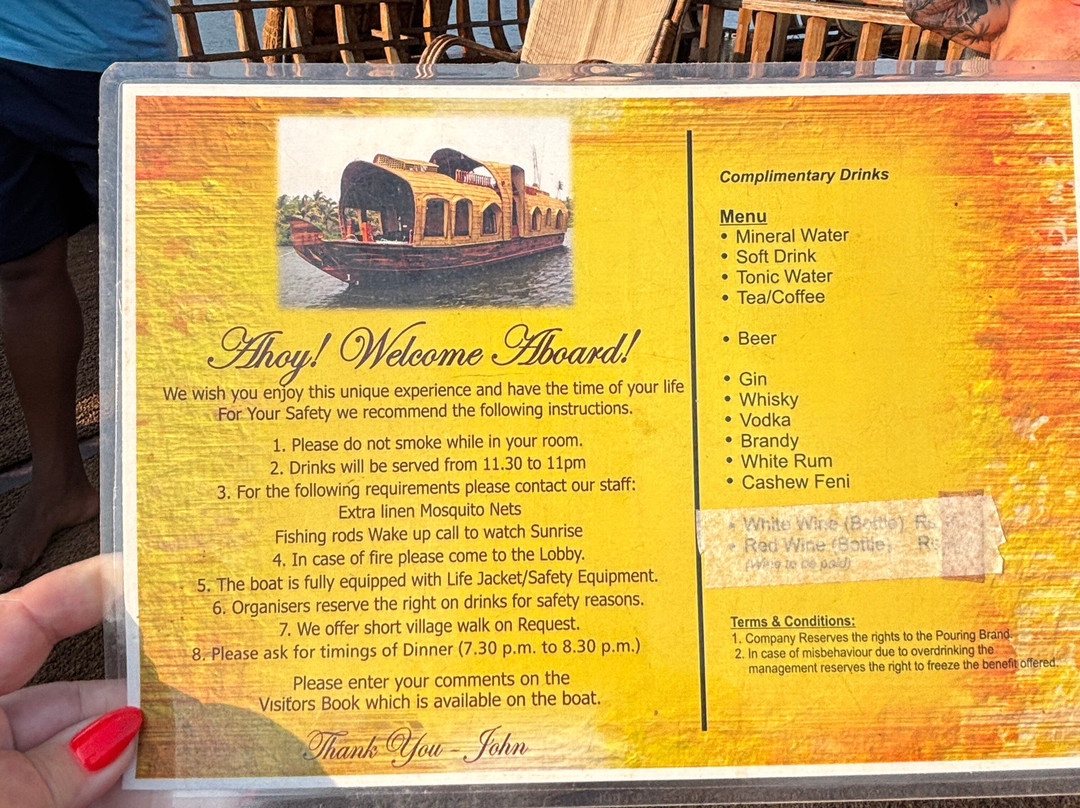 Ahoy! Welcome Aboard!
We wish you enjoy this unique experience and have the time of your life
For Your Safety we recommend the following instructions.
1. Please do not smoke while in your room.
2. Drinks will be served from 11.30 to 11pm
3. For the following requirements please contact our staff:
Extra linen Mosquito Nets
Fishing rods Wake up call to watch Sunrise
4. In case of fire please come to the Lobby.
5. The boat is fully equipped with Life Jacket/Safety Equipment.
6. Organisers reserve the right on drinks for safety reasons.
7. We offer short village walk on Request.
8. Please ask for timings of Dinner (7.30 p.m. to 8.30 p.m.)
Please enter your comments on the
Visitors Book which is available on the boat.
Thank You - John
Complimentary Drinks
Menu
• Mineral Water
• Soft Drink
• Tonic Water
• Tea/Coffee
• Beer
• Gin
• Whisky
• Vodka
• Brandy
• White Rum
• Cashew Feni
• White Wine (Bottle) Rs
• Red Wine (Bottle) Rs
(Wine to be paid)
Terms & Conditions:
1. Company Reserves the rights to the Pouring Brand.
2. In case of misbehaviour due to overdrinking the
management reserves the right to freeze the benefit offered.